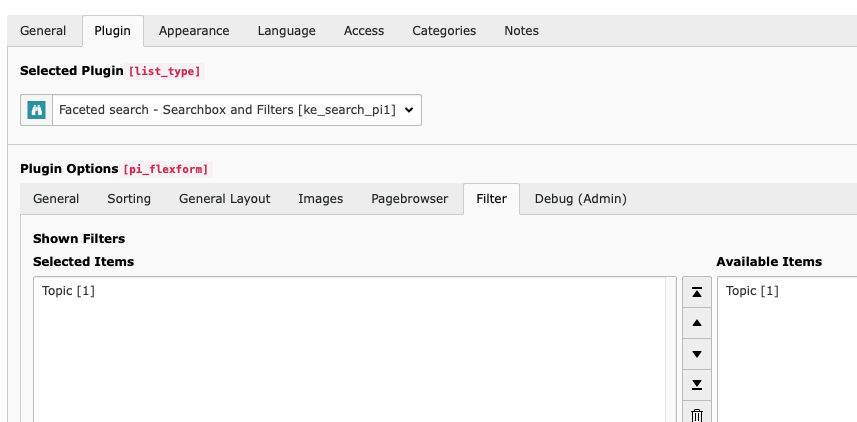 General Plugin Appearance Language Access Categories Notes
Selected Plugin [list_type]
Faceted search - Searchbox and Filters [ke_search_pi1]
Plugin Options [pi_flexform]
General Sorting General Layout Images Pagebrowser Filter Debug (Admin)
Shown Filters
Selected Items Available Items
Topic [1] Topic [1]